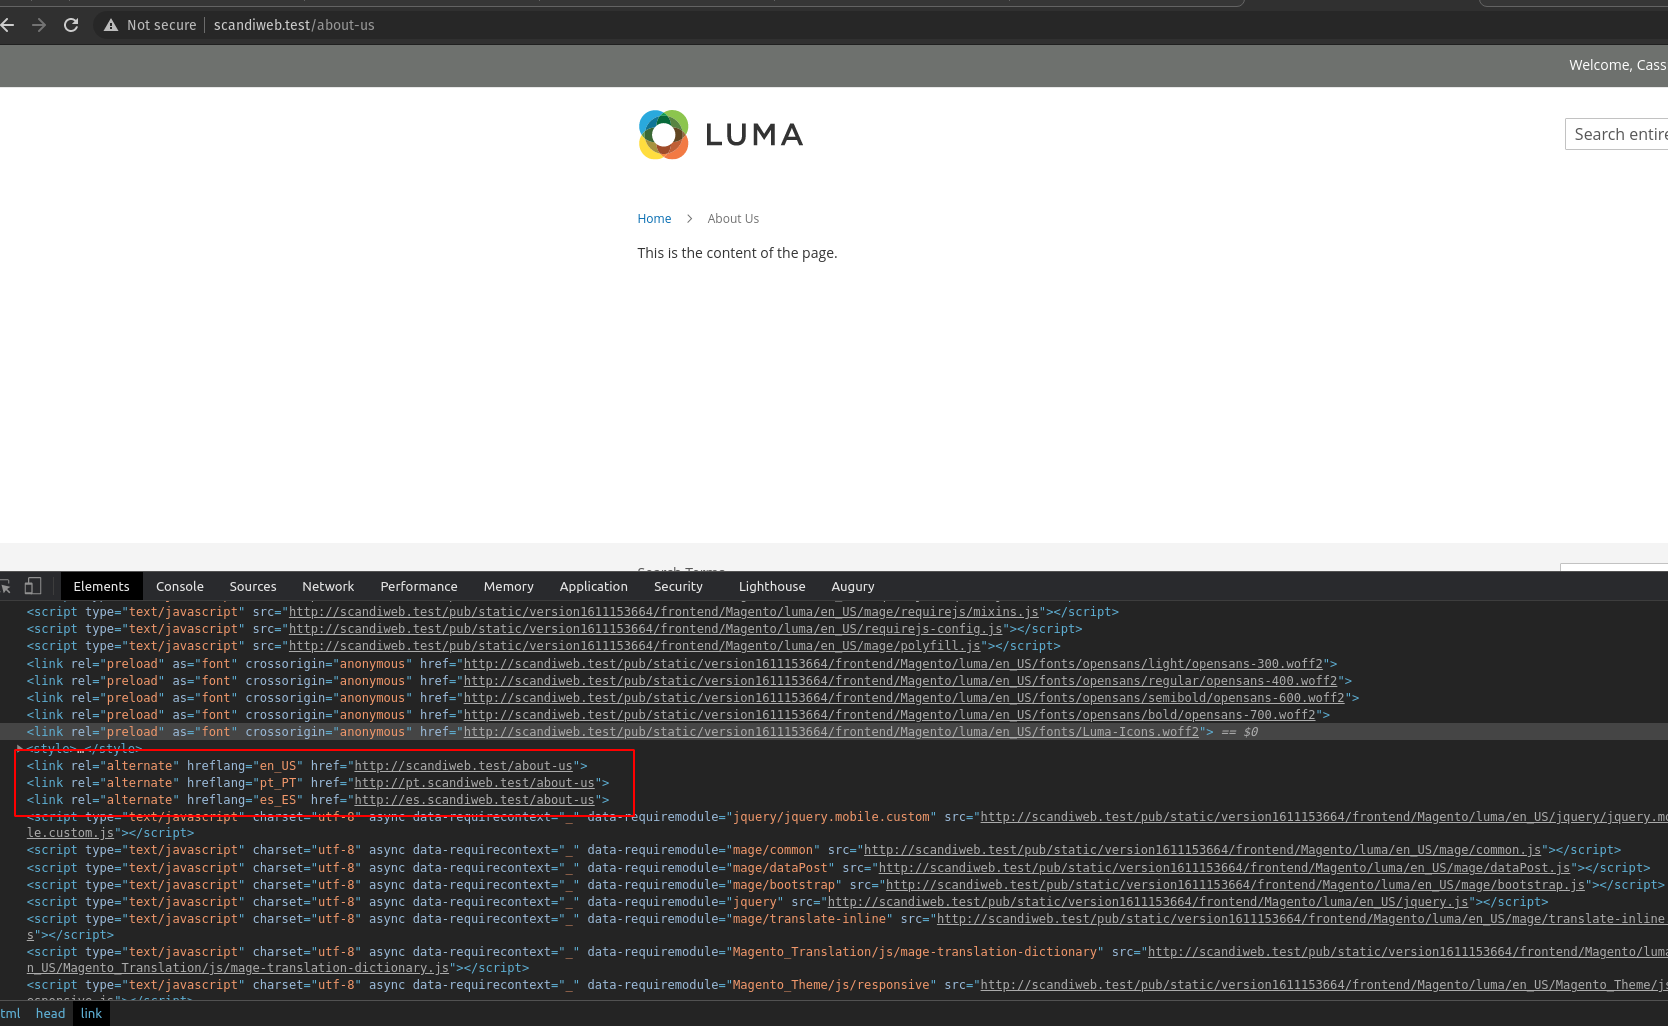 Not secure | scandiweb.test/about-us
Welcome, Cass
LUMA
Search entire
Home > About Us
This is the content of the page.
Elements Console Sources Network Performance Memory Application Security Lighthouse Augury
<script type="text/javascript" src="http://scandiweb.test/pub/static/version1611153664/frontend/Magento/luma/en_US/mage/requirejs/mixins.js"></script>
<script type="text/javascript" src="http://scandiweb.test/pub/static/version1611153664/frontend/Magento/luma/en_US/requirejs-config.js"></script>
<script type="text/javascript" src="http://scandiweb.test/pub/static/version1611153664/frontend/Magento/luma/en_US/mage/polyfill.js"></script>
<link rel="preload" as="font" crossorigin="anonymous" href="http://scandiweb.test/pub/static/version1611153664/frontend/Magento/luma/en_US/fonts/opensans/light/opensans-300.woff2">
<link rel="preload" as="font" crossorigin="anonymous" href="http://scandiweb.test/pub/static/version1611153664/frontend/Magento/luma/en_US/fonts/opensans/regular/opensans-400.woff2">
<link rel="preload" as="font" crossorigin="anonymous" href="http://scandiweb.test/pub/static/version1611153664/frontend/Magento/luma/en_US/fonts/opensans/semibold/opensans-600.woff2">
<link rel="preload" as="font" crossorigin="anonymous" href="http://scandiweb.test/pub/static/version1611153664/frontend/Magento/luma/en_US/fonts/opensans/bold/opensans-700.woff2">
<link rel="preload" as="font" crossorigin="anonymous" href="http://scandiweb.test/pub/static/version1611153664/frontend/Magento/luma/en_US/fonts/Luma-Icons.woff2"> == $0
<style>…</style>
<link rel="alternate" hreflang="en_US" href="http://scandiweb.test/about-us">
<link rel="alternate" hreflang="pt_PT" href="http://pt.scandiweb.test/about-us">
<link rel="alternate" hreflang="es_ES" href="http://es.scandiweb.test/about-us">
<script type="text/javascript" charset="utf-8" async data-requirecontext="_" data-requiremodule="jquery/jquery.mobile.custom" src="http://scandiweb.test/pub/static/version1611153664/frontend/Magento/luma/en_US/jquery/jquery.mo
le.custom.js"></script>
<script type="text/javascript" charset="utf-8" async data-requirecontext="_" data-requiremodule="mage/common" src="http://scandiweb.test/pub/static/version1611153664/frontend/Magento/luma/en_US/mage/common.js"></script>
<script type="text/javascript" charset="utf-8" async data-requirecontext="_" data-requiremodule="mage/dataPost" src="http://scandiweb.test/pub/static/version1611153664/frontend/Magento/luma/en_US/mage/dataPost.js"></script>
<script type="text/javascript" charset="utf-8" async data-requirecontext="_" data-requiremodule="mage/bootstrap" src="http://scandiweb.test/pub/static/version1611153664/frontend/Magento/luma/en_US/mage/bootstrap.js"></script>
<script type="text/javascript" charset="utf-8" async data-requirecontext="_" data-requiremodule="jquery" src="http://scandiweb.test/pub/static/version1611153664/frontend/Magento/luma/en_US/jquery.js"></script>
<script type="text/javascript" charset="utf-8" async data-requirecontext="_" data-requiremodule="mage/translate-inline" src="http://scandiweb.test/pub/static/version1611153664/frontend/Magento/luma/en_US/mage/translate-inline
s"></script>
<script type="text/javascript" charset="utf-8" async data-requirecontext="_" data-requiremodule="Magento_Translation/js/mage-translation-dictionary" src="http://scandiweb.test/pub/static/version1611153664/frontend/Magento/luma
n_US/Magento_Translation/js/mage-translation-dictionary.js"></script>
<script type="text/javascript" charset="utf-8" async data-requirecontext="_" data-requiremodule="Magento_Theme/js/responsive" src="http://scandiweb.test/pub/static/version1611153664/frontend/Magento/luma/en_US/Magento_Theme/js
tml head link